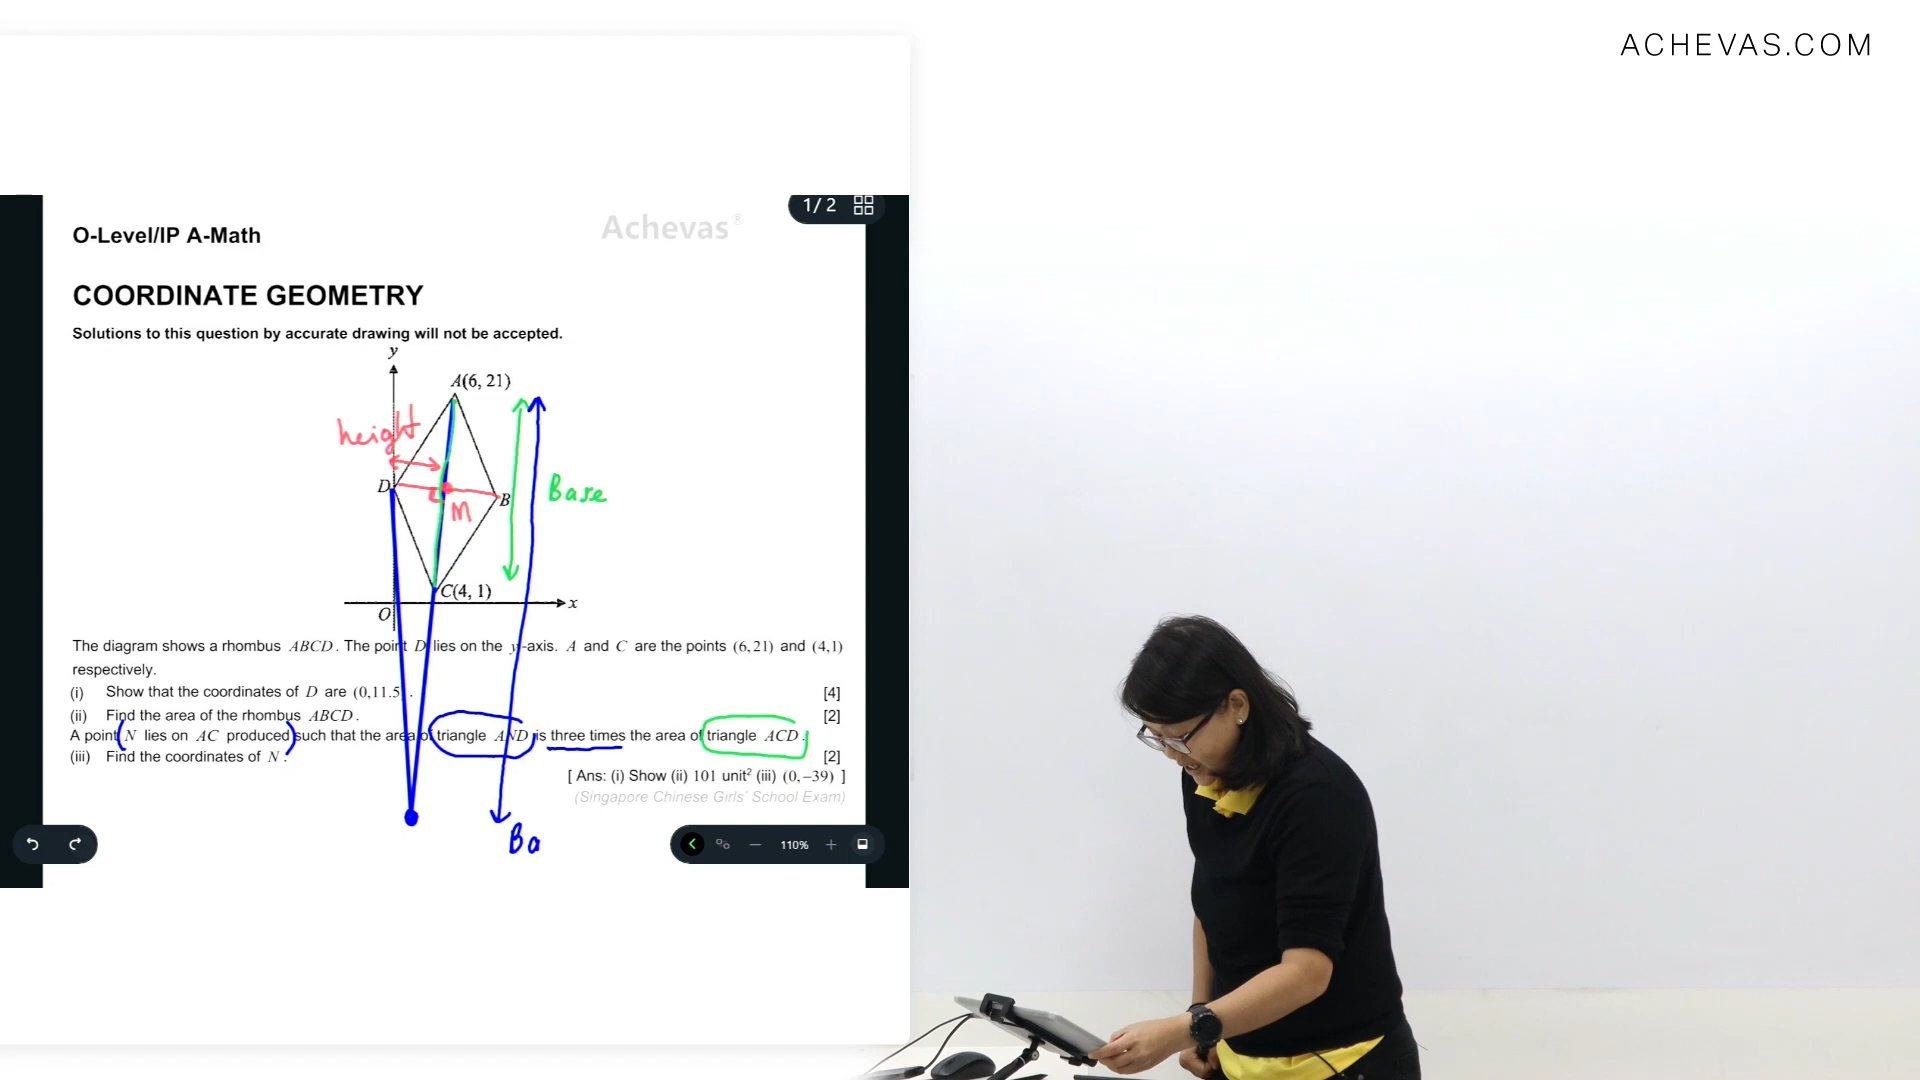 ACHEVAS.COM
1/2
Achevas®
O-Level/IP A-Math
COORDINATE GEOMETRY
Solutions to this question by accurate drawing will not be accepted.
y
A(6, 21)
height
D
B
Base
M
C(4, 1)
O
x
The diagram shows a rhombus ABCD. The point D lies on the y-axis. A and C are the points (6,21) and (4,1)
respectively.
(i) Show that the coordinates of D are (0,11.5). [4]
(ii) Find the area of the rhombus ABCD. [2]
A point N lies on AC produced such that the area of triangle AND is three times the area of triangle ACD.
(iii) Find the coordinates of N. [2]
[ Ans: (i) Show (ii) 101 unit² (iii) (0,−39) ]
(Singapore Chinese Girls' School Exam)
Ba
110%